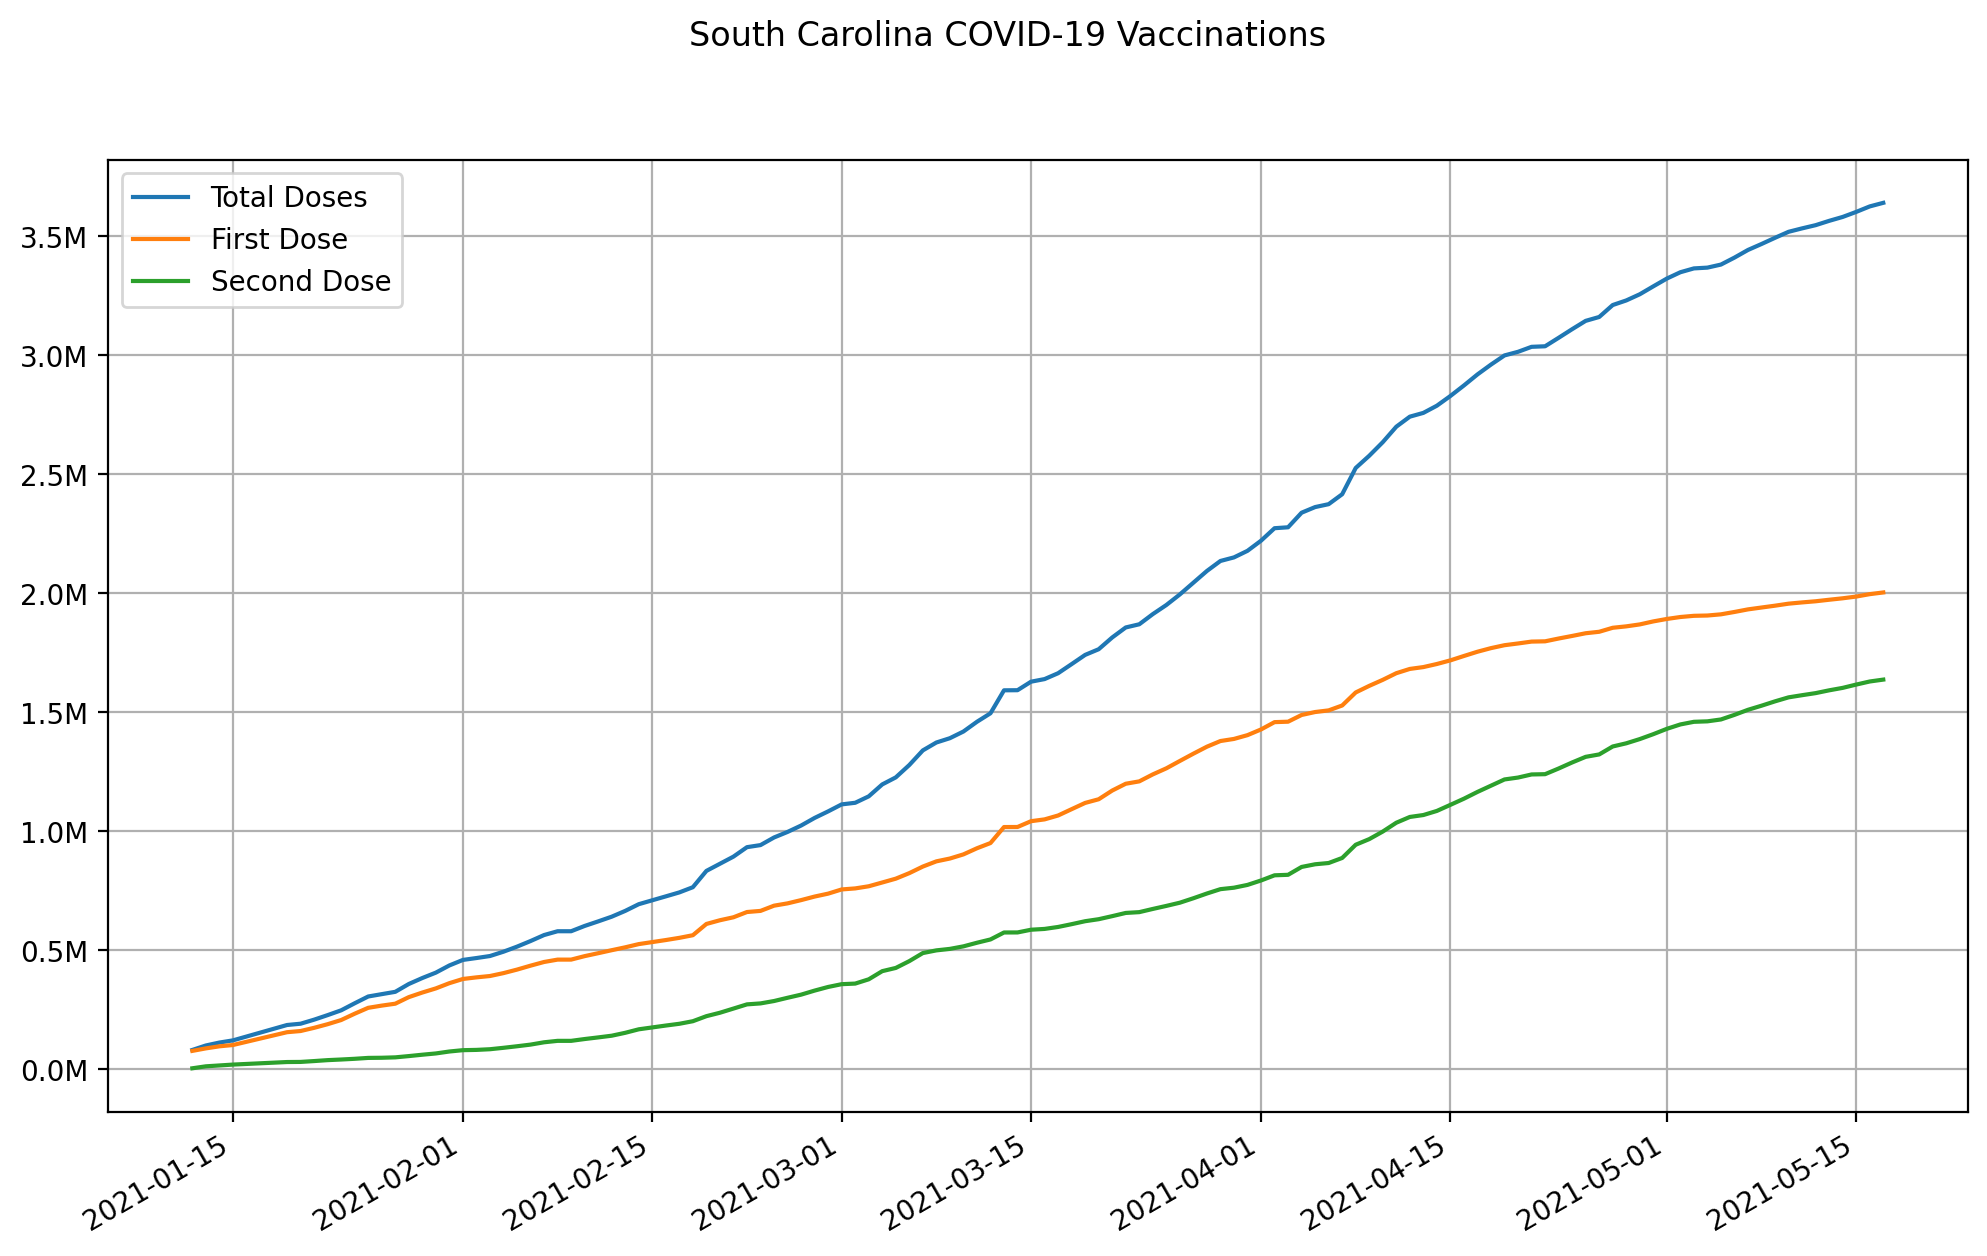 South Carolina COVID-19 Vaccinations
Total Doses
First Dose
Second Dose
3.5M
3.0M
2.5M
2.0M
1.5M
1.0M
0.5M
0.0M
2021-01-15
2021-02-01
2021-02-15
2021-03-01
2021-03-15
2021-04-01
2021-04-15
2021-05-01
2021-05-15